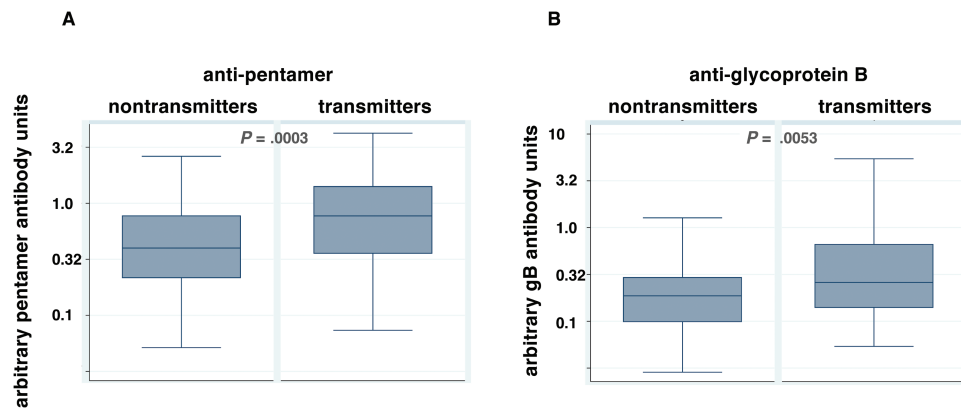 A
anti-pentamer
nontransmitters transmitters
P = .0003
arbitrary pentamer antibody units
3.2
1.0
0.32
0.1
B
anti-glycoprotein B
nontransmitters transmitters
P = .0053
arbitrary gB antibody units
10
3.2
1.0
0.32
0.1